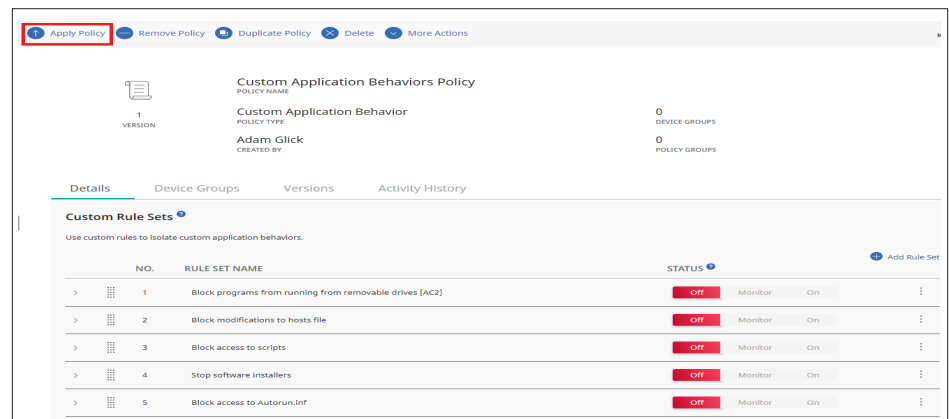 Apply Policy Remove Policy Duplicate Policy Delete More Actions
Custom Application Behaviors Policy
POLICY NAME
1
VERSION
Custom Application Behavior
POLICY TYPE
0
DEVICE GROUPS
Adam Glick
CREATED BY
0
POLICY GROUPS
Details Device Groups Versions Activity History
Custom Rule Sets ?
Use custom rules to isolate custom application behaviors.
Add Rule Set
NO. RULE SET NAME STATUS ?
1 Block programs from running from removable drives [AC2] Off Monitor On
2 Block modifications to hosts file Off Monitor On
3 Block access to scripts Off Monitor On
4 Stop software installers Off Monitor On
5 Block access to Autorun.inf Off Monitor On